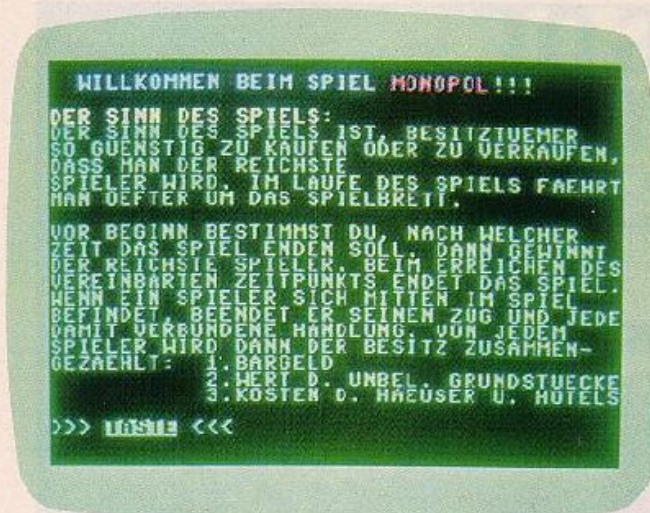 WILLKOMMEN BEIM SPIEL MONOPOL!!!
DER SINN DES SPIELS:
DER SINN DES SPIELS IST, BESITZTUEMER
SO GUENSTIG ZU KAUFEN ODER ZU VERKAUFEN,
DASS MAN DER REICHSTE
SPIELER WIRD. IM LAUFE DES SPIELS FAEHRT
MAN OEFTER UM DAS SPIELBRETT.
VOR BEGINN BESTIMMST DU, NACH WELCHER
ZEIT DAS SPIEL ENDEN SOLL. DANN GEWINNT
DER REICHSTE SPIELER. BEIM ERREICHEN DES
VEREINBARTEN ZEITPUNKTS ENDET DAS SPIEL.
WENN EIN SPIELER SICH MITTEN IM SPIEL
BEFINDET, BEENDET ER SEINEN ZUG UND JEDE
DAMIT VERBUNDENE HANDLUNG. VON JEDEM
SPIELER WIRD DANN DER BESITZ ZUSAMMEN-
GEZAEHLT: 1.BARGELD
2.WERT D. UNBEL. GRUNDSTUECKE
3.KOSTEN D. HAEUSER U. HOTELS
>>> TASTE <<<